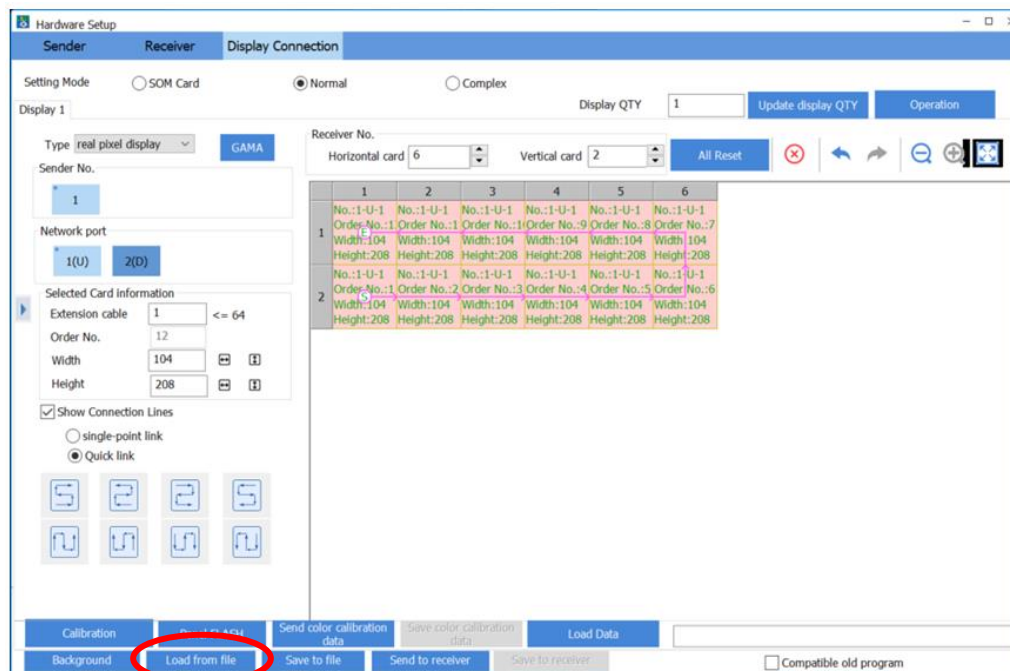 Hardware Setup
Sender Receiver Display Connection
Setting Mode SOM Card Normal Complex
Display 1 Display QTY 1 Update display QTY Operation
Type real pixel display GAMA
Receiver No.
Horizontal card 6 Vertical card 2 All Reset
Sender No.
1
Network port
1(U) 2(D)
Selected Card information
Extension cable 1 <= 64
Order No. 12
Width 104
Height 208
Show Connection Lines
single-point link
Quick link
1 2 3 4 5 6
1
No.:1-U-1 No.:1-U-1 No.:1-U-1 No.:1-U-1 No.:1-U-1 No.:1-U-1
Order No.:1 Order No.:1 Order No.:1 Order No.:9 Order No.:8 Order No.:7
E
Width:104 Width:104 Width:104 Width:104 Width:104 Width:104
Height:208 Height:208 Height:208 Height:208 Height:208 Height:208
2
No.:1-U-1 No.:1-U-1 No.:1-U-1 No.:1-U-1 No.:1-U-1 No.:1-U-1
Order No.:1 Order No.:2 Order No.:3 Order No.:4 Order No.:5 Order No.:6
S
Width:104 Width:104 Width:104 Width:104 Width:104 Width:104
Height:208 Height:208 Height:208 Height:208 Height:208 Height:208
Calibration Send color calibration data Save color calibration data Load Data
Background Load from file Save to file Send to receiver Save to receiver Compatible old program